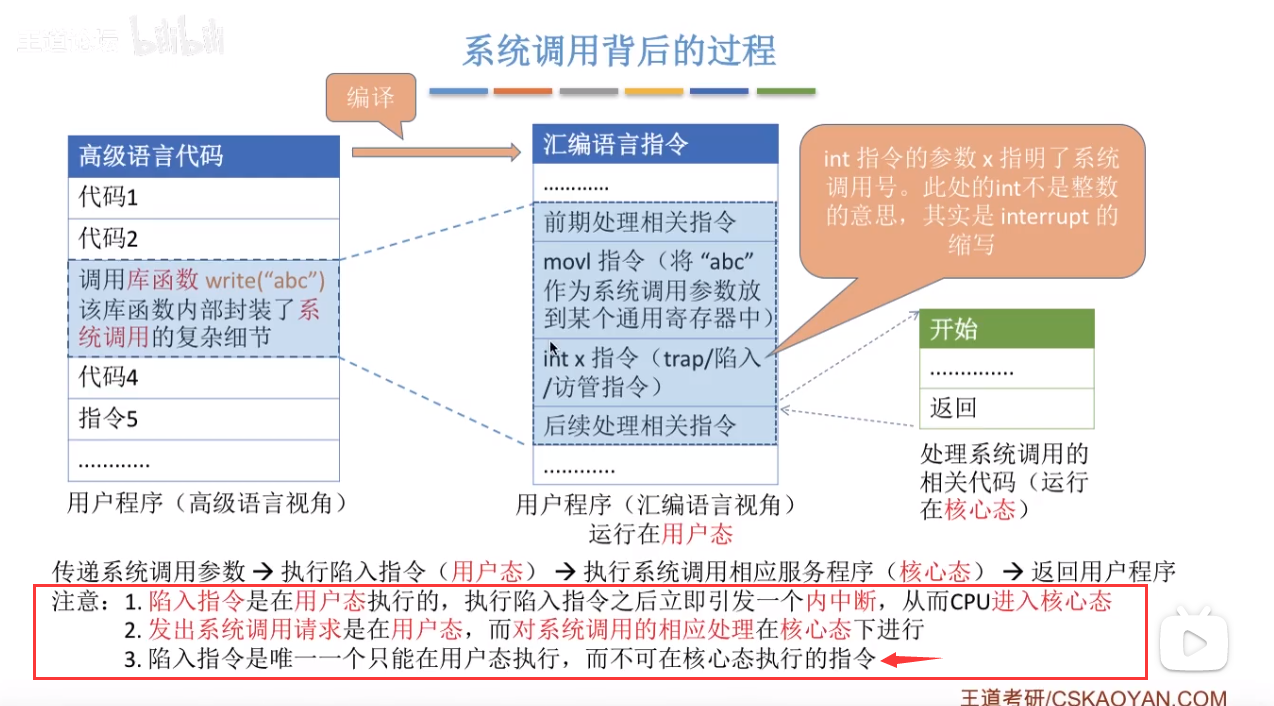 王道论坛 bilibili
系统调用背后的过程
编译
高级语言代码
代码1
代码2
调用库函数 write(“abc”)
该库函数内部封装了系
统调用的复杂细节
代码4
指令5
…………
用户程序（高级语言视角）
汇编语言指令
…………
前期处理相关指令
movl 指令（将 “abc”
作为系统调用参数放
到某个通用寄存器中）
int x 指令（trap/陷入
/访管指令）
后续处理相关指令
…………
用户程序（汇编语言视角）
运行在用户态
int 指令的参数 x 指明了系统
调用号。此处的int不是整数
的意思，其实是 interrupt 的
缩写
开始
…………..
返回
处理系统调用的
相关代码（运行
在核心态）
传递系统调用参数 → 执行陷入指令（用户态） → 执行系统调用相应服务程序（核心态） → 返回用户程序
注意：1. 陷入指令是在用户态执行的，执行陷入指令之后立即引发一个内中断，从而CPU进入核心态
2. 发出系统调用请求是在用户态，而对系统调用的相应处理在核心态下进行
3. 陷入指令是唯一一个只能在用户态执行，而不可在核心态执行的指令
王道考研/CSKAOYAN.COM